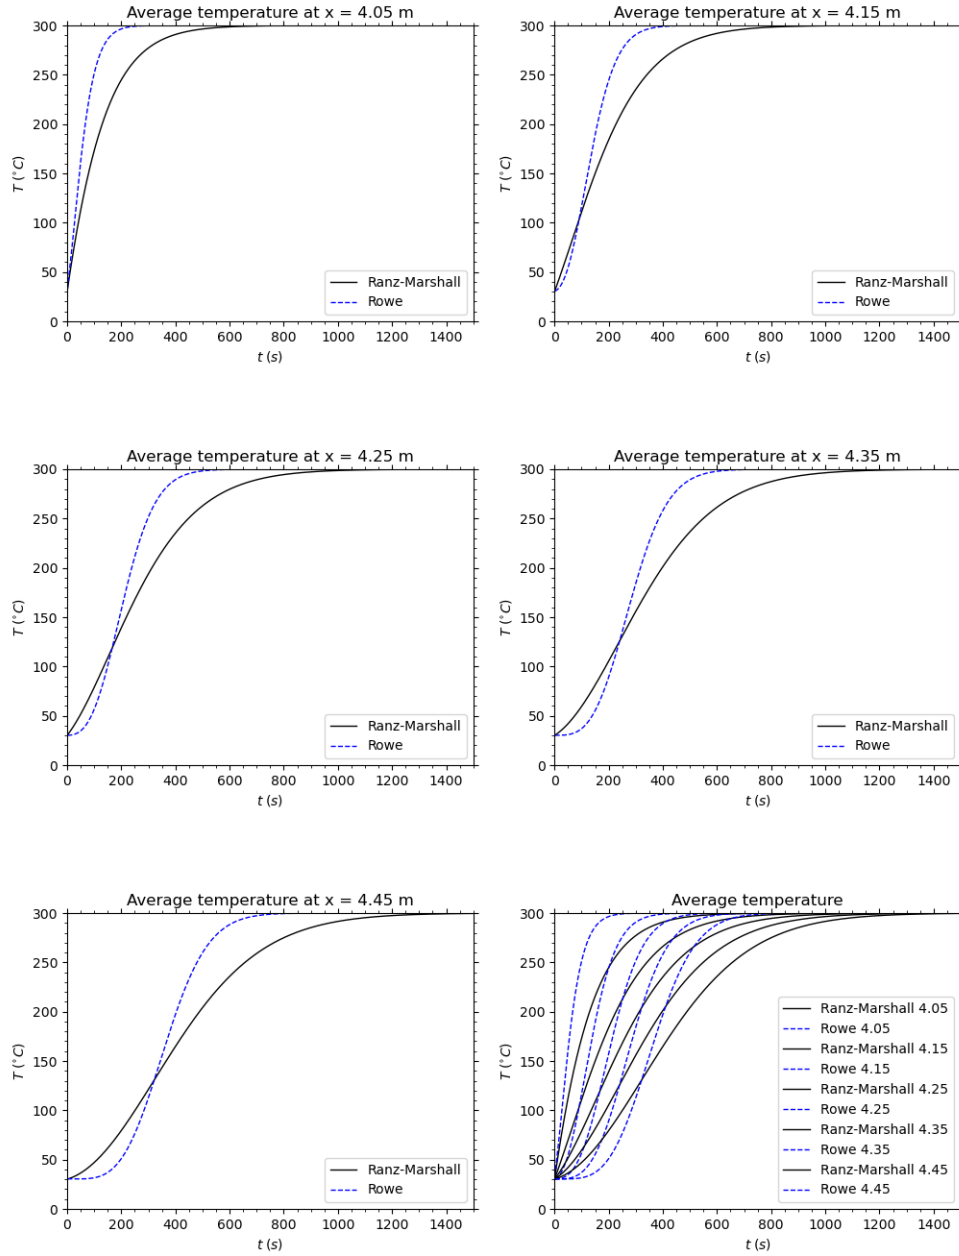 Average temperature at x = 4.05 m
300
250
200
150
100
50
0
T (°C)
Ranz-Marshall
Rowe
0 200 400 600 800 1000 1200 1400
t (s)
Average temperature at x = 4.15 m
300
250
200
150
100
50
0
T (°C)
Ranz-Marshall
Rowe
0 200 400 600 800 1000 1200 1400
t (s)
Average temperature at x = 4.25 m
300
250
200
150
100
50
0
T (°C)
Ranz-Marshall
Rowe
0 200 400 600 800 1000 1200 1400
t (s)
Average temperature at x = 4.35 m
300
250
200
150
100
50
0
T (°C)
Ranz-Marshall
Rowe
0 200 400 600 800 1000 1200 1400
t (s)
Average temperature at x = 4.45 m
300
250
200
150
100
50
0
T (°C)
Ranz-Marshall
Rowe
0 200 400 600 800 1000 1200 1400
t (s)
Average temperature
300
250
200
150
100
50
0
T (°C)
Ranz-Marshall 4.05
Rowe 4.05
Ranz-Marshall 4.15
Rowe 4.15
Ranz-Marshall 4.25
Rowe 4.25
Ranz-Marshall 4.35
Rowe 4.35
Ranz-Marshall 4.45
Rowe 4.45
0 200 400 600 800 1000 1200 1400
t (s)